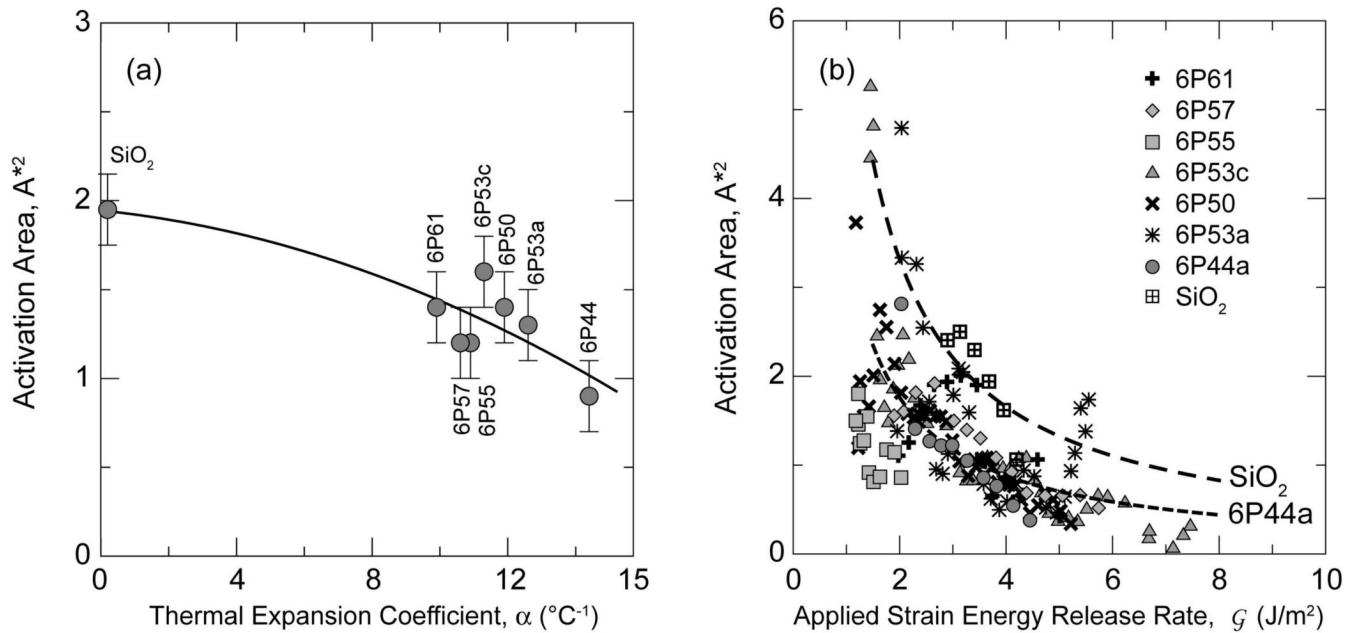 (a)
3
2
1
0
Activation Area, A*²
SiO₂
6P61
6P57
6P55
6P53c
6P50
6P53a
6P44
0
4
8
12
15
Thermal Expansion Coefficient, α (°C⁻¹)
(b)
6
4
2
0
Activation Area, A*²
6P61
6P57
6P55
6P53c
6P50
6P53a
6P44a
SiO₂
SiO₂
6P44a
0
2
4
6
8
10
Applied Strain Energy Release Rate, 𝒢 (J/m²)